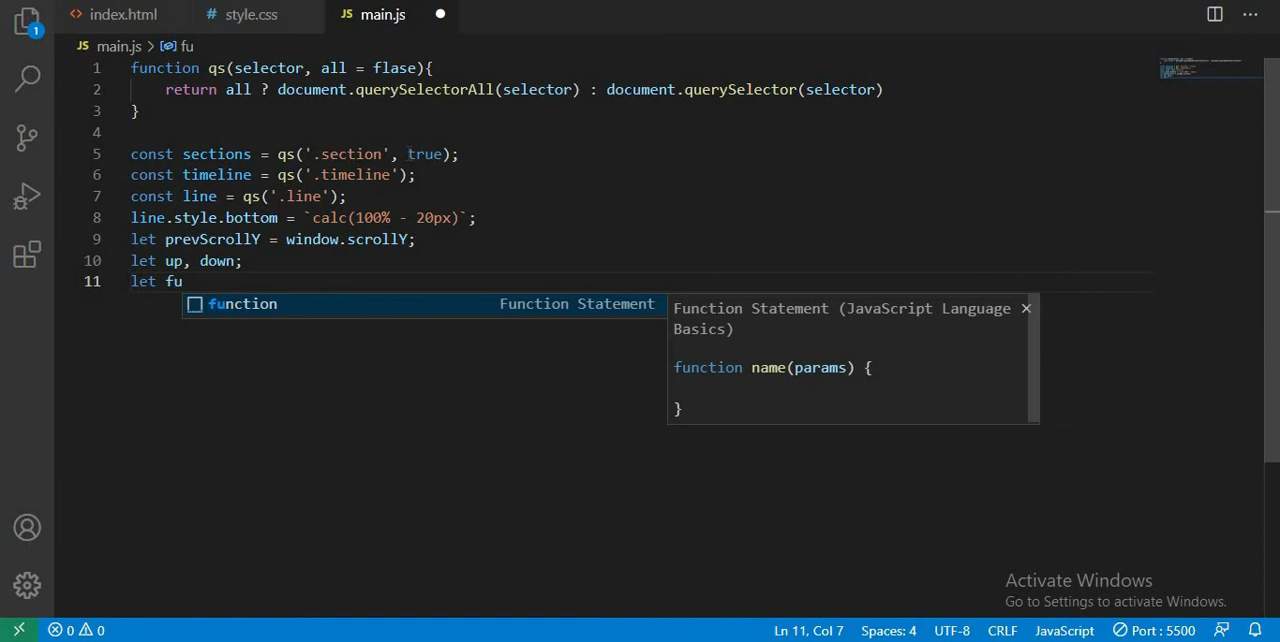 1
index.html
style.css
main.js
main.js > fu
1 function qs(selector, all = flase){
2 return all ? document.querySelectorAll(selector) : document.querySelector(selector)
3 }
4
5 const sections = qs('.section', true);
6 const timeline = qs('.timeline');
7 const line = qs('.line');
8 line.style.bottom = `calc(100% - 20px)`;
9 let prevScrollY = window.scrollY;
10 let up, down;
11 let fu
function Function Statement
Function Statement (JavaScript Language
Basics)
function name(params) {
}
Activate Windows
Go to Settings to activate Windows.
0 0 Ln 11, Col 7 Spaces: 4 UTF-8 CRLF JavaScript Port : 5500